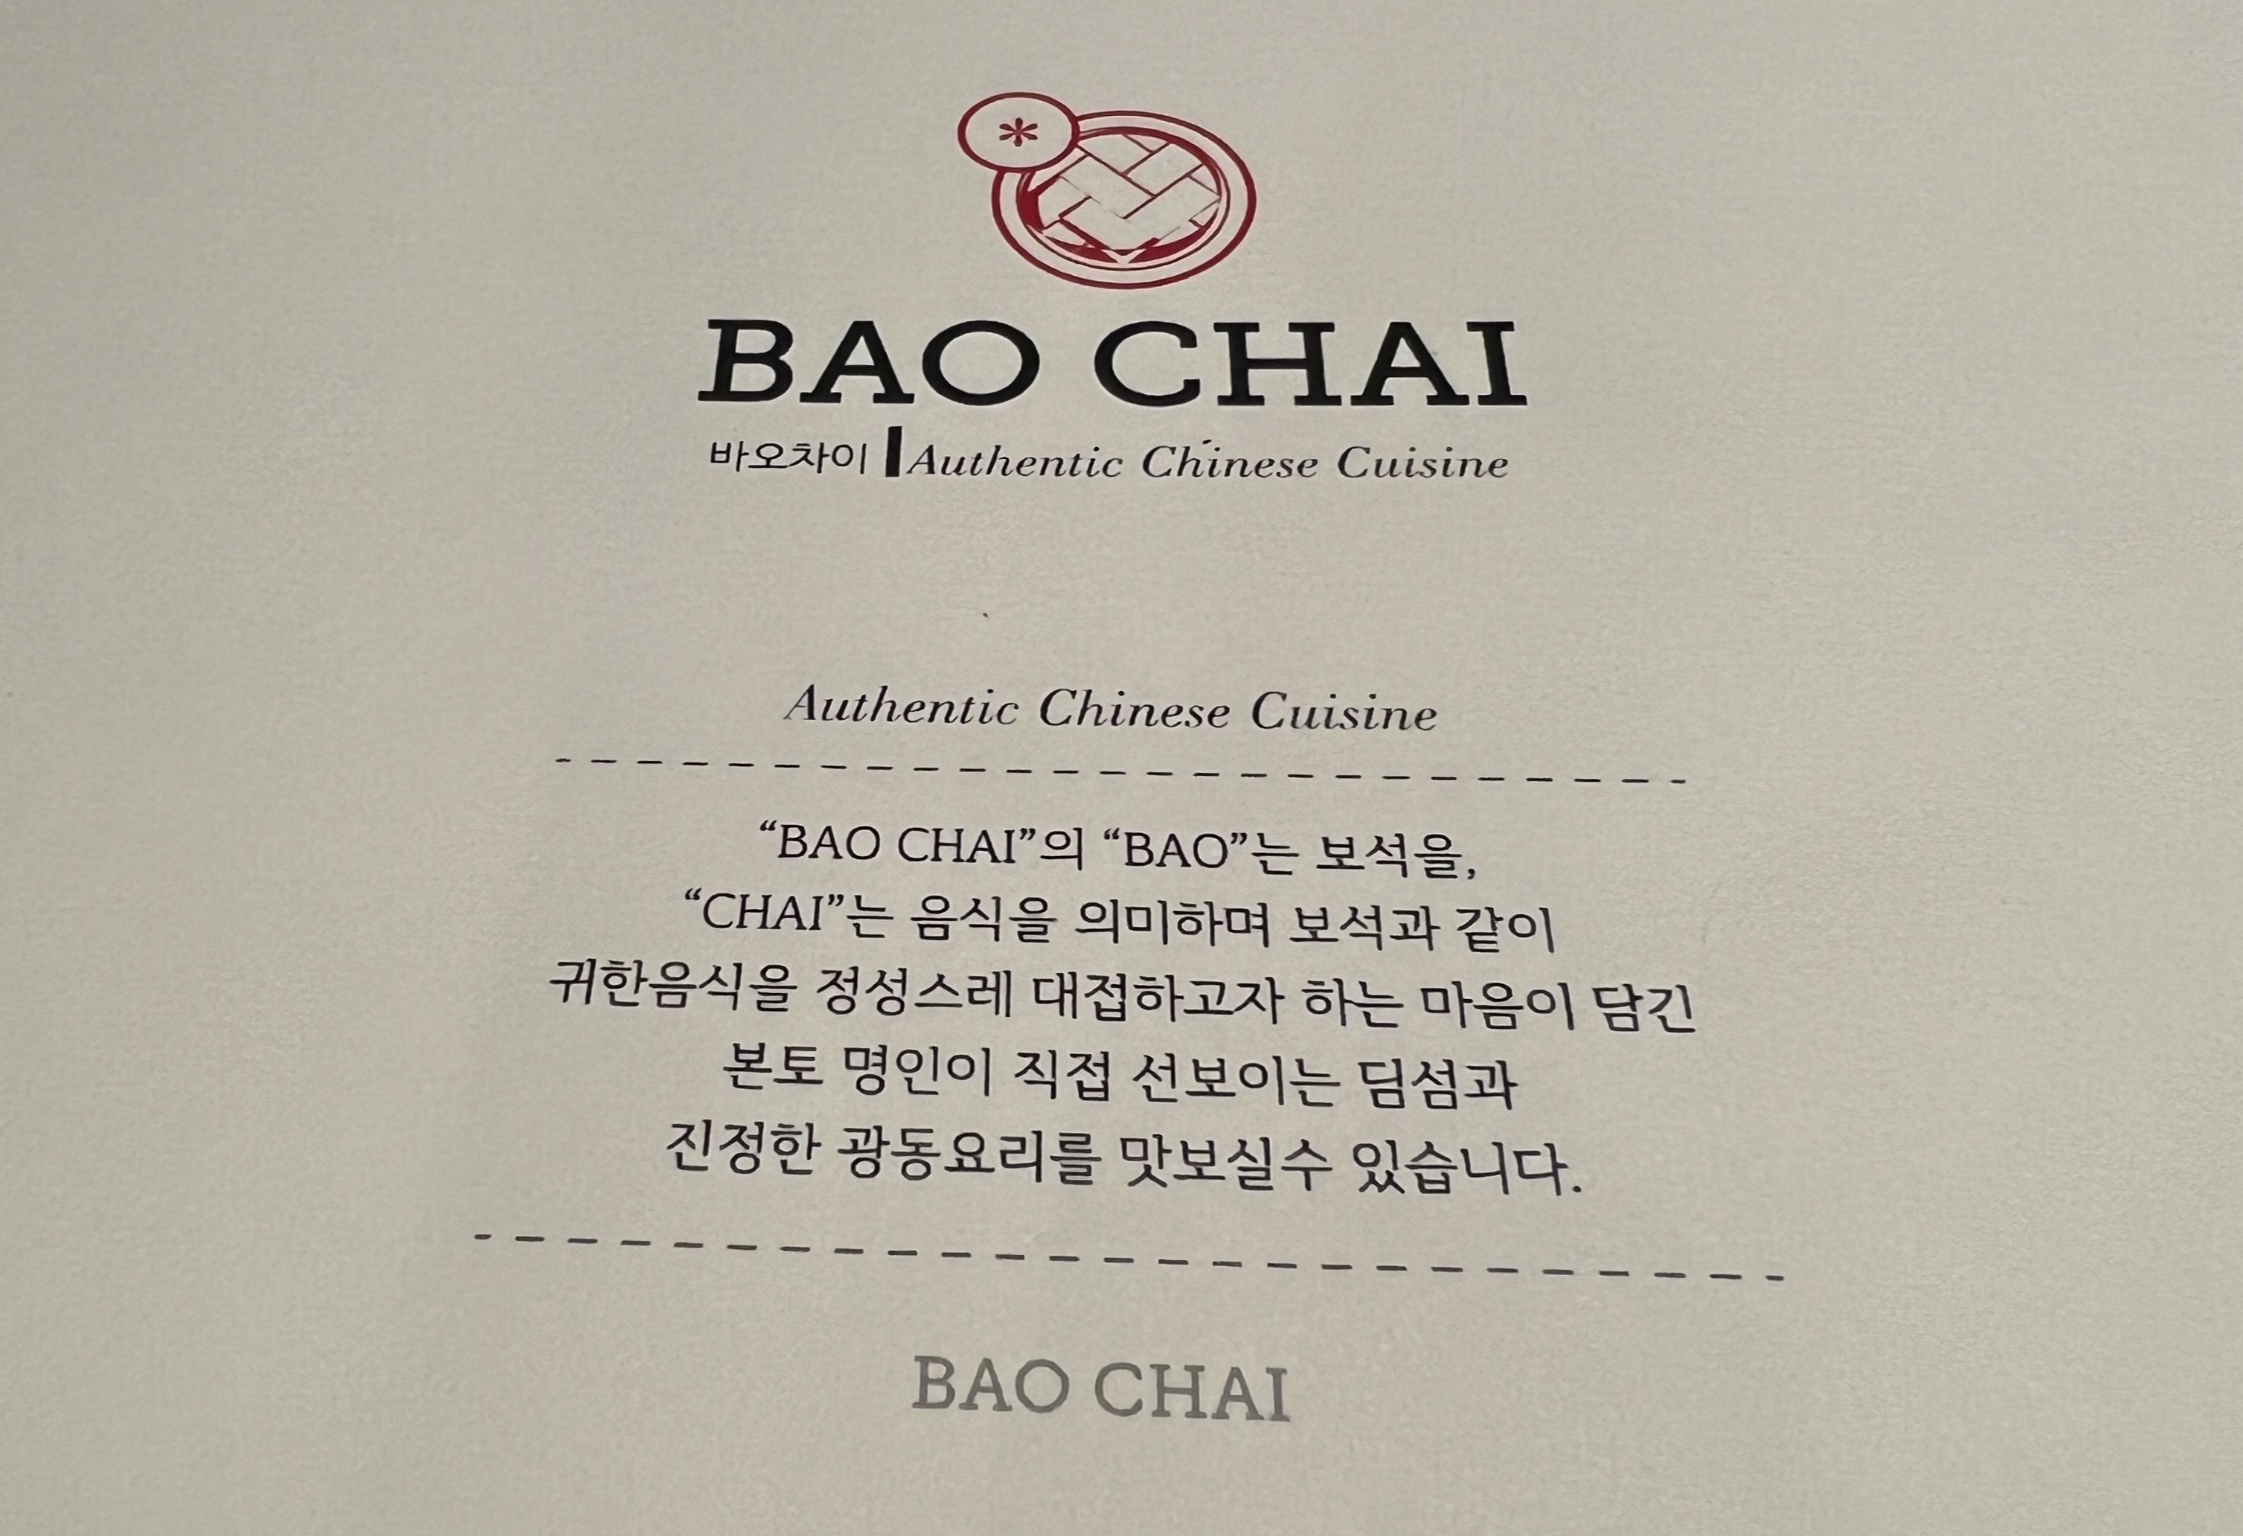 BAO CHAI
바오차이 Authentic Chinese Cuisine
Authentic Chinese Cuisine
“BAO CHAI”의 “BAO”는 보석을,
“CHAI”는 음식을 의미하며 보석과 같이
귀한음식을 정성스레 대접하고자 하는 마음이 담긴
본토 명인이 직접 선보이는 딤섬과
진정한 광동요리를 맛보실수 있습니다.
BAO CHAI